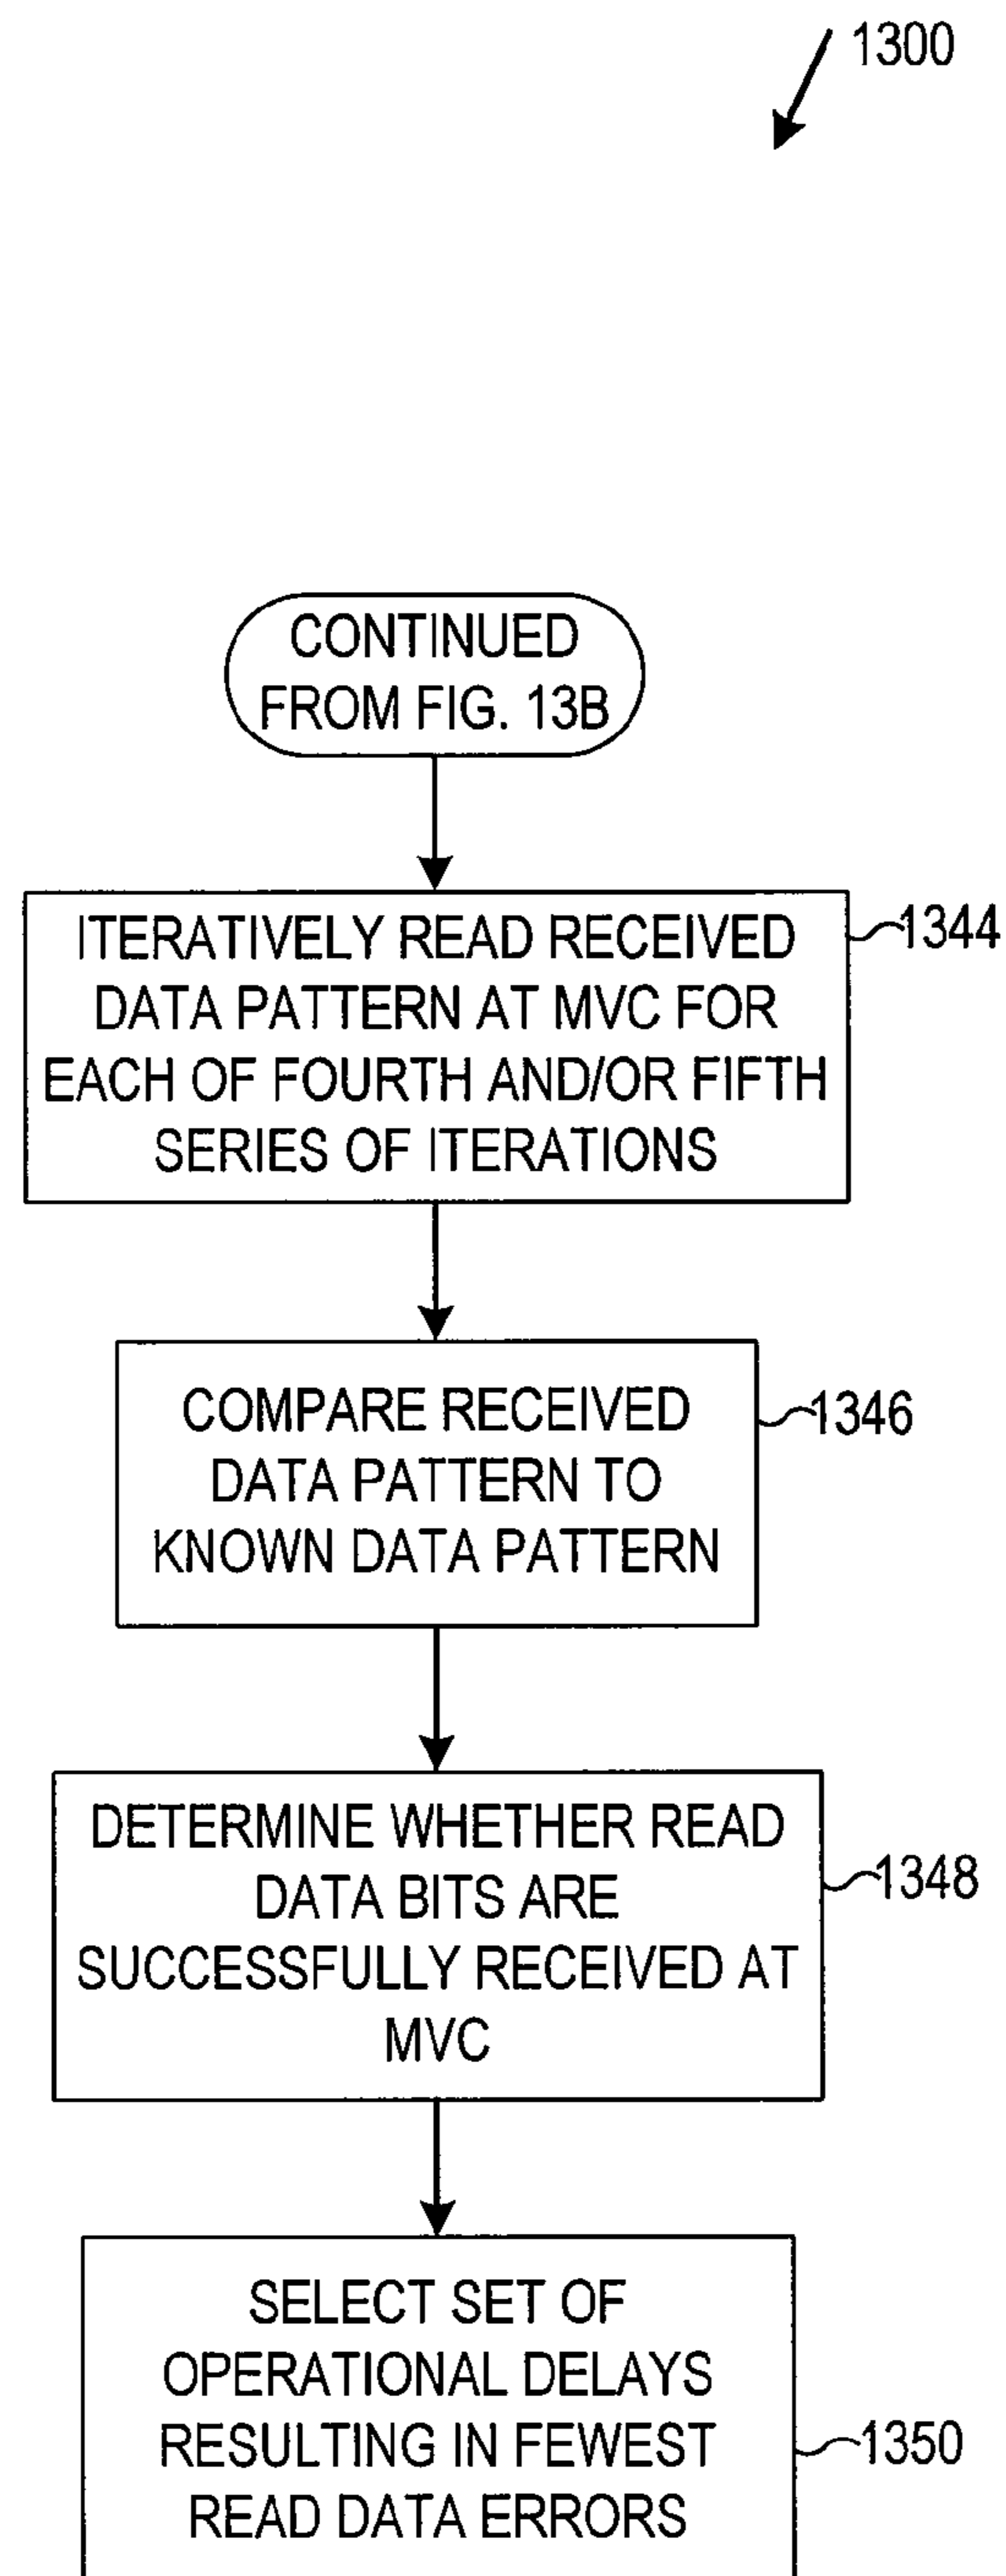 1300
CONTINUED
FROM FIG. 13B
ITERATIVELY READ RECEIVED
DATA PATTERN AT MVC FOR
EACH OF FOURTH AND/OR FIFTH
SERIES OF ITERATIONS
1344
COMPARE RECEIVED
DATA PATTERN TO
KNOWN DATA PATTERN
1346
DETERMINE WHETHER READ
DATA BITS ARE
SUCCESSFULLY RECEIVED AT
MVC
1348
SELECT SET OF
OPERATIONAL DELAYS
RESULTING IN FEWEST
READ DATA ERRORS
1350